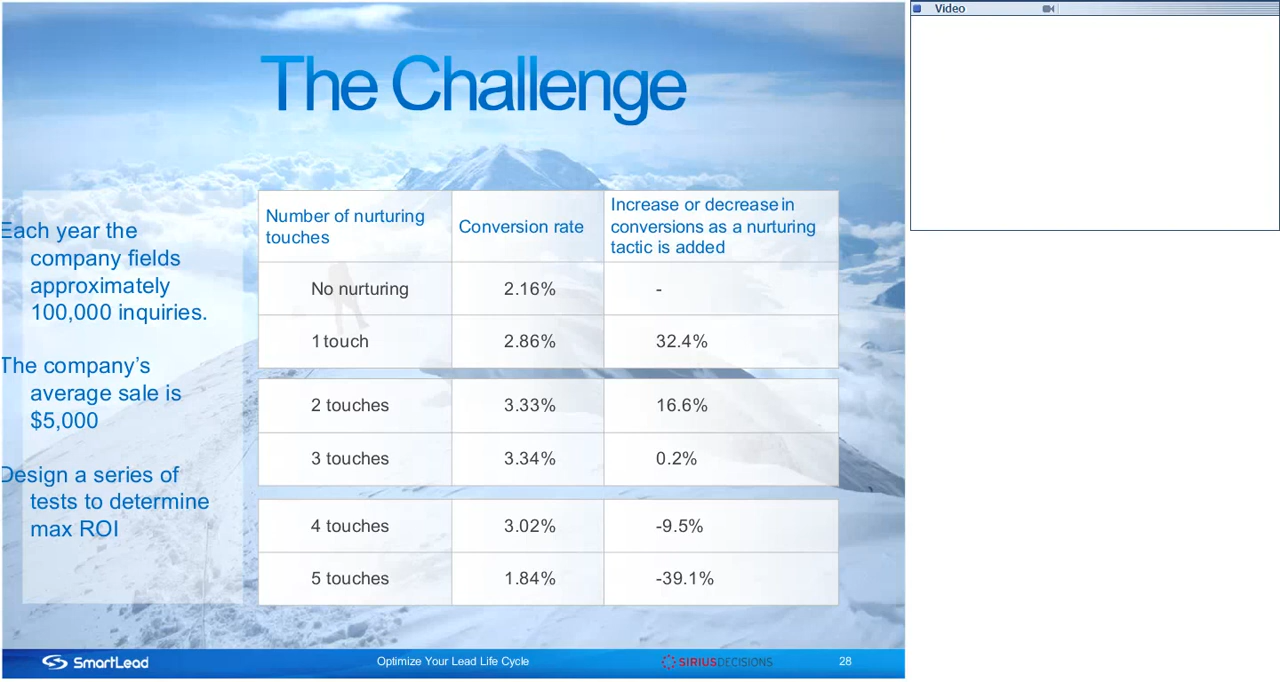 Video
The Challenge
Each year the
company fields
approximately
100,000 inquiries.
The company's
average sale is
$5,000
Design a series of
tests to determine
max ROI
Number of nurturing
touches
Conversion rate
Increase or decrease in
conversions as a nurturing
tactic is added
No nurturing 2.16% -
1 touch 2.86% 32.4%
2 touches 3.33% 16.6%
3 touches 3.34% 0.2%
4 touches 3.02% -9.5%
5 touches 1.84% -39.1%
SmartLead Optimize Your Lead Life Cycle SIRIUSDECISIONS 28